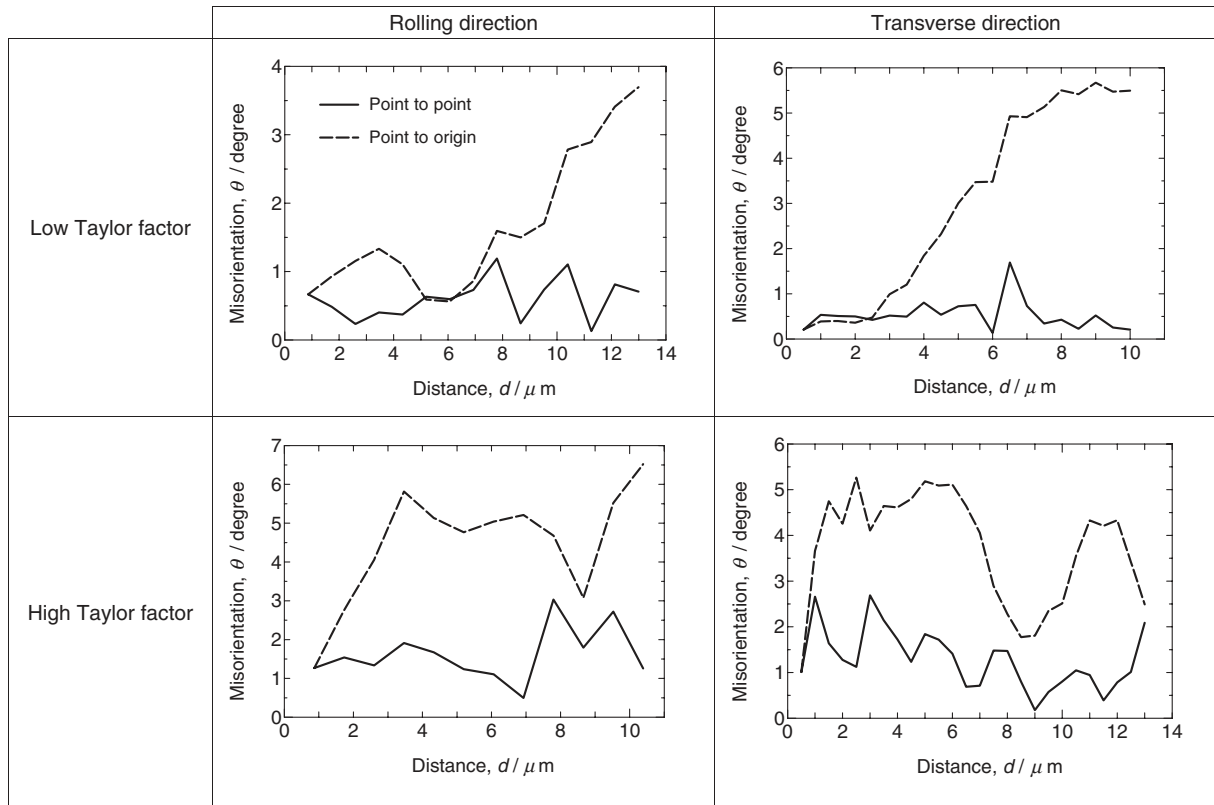 Rolling direction
Transverse direction
Low Taylor factor
4
3
2
1
0
0 2 4 6 8 10 12 14
Misorientation, θ / degree
Distance, d / μ m
Point to point
Point to origin
6
5
4
3
2
1
0
0 2 4 6 8 10
Misorientation, θ / degree
Distance, d / μ m
High Taylor factor
7
6
5
4
3
2
1
0
0 2 4 6 8 10
Misorientation, θ / degree
Distance, d / μ m
6
5
4
3
2
1
0
0 2 4 6 8 10 12 14
Misorientation, θ / degree
Distance, d / μ m